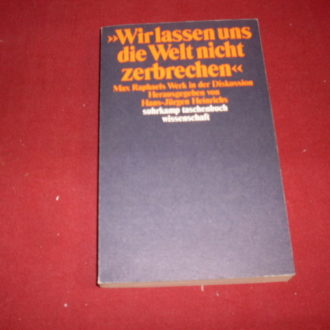 »Wir lassen uns
die Welt nicht
zerbrechen«
Max Raphaels Werk in der Diskussion
Herausgegeben von
Hans-Jürgen Heinrichs
suhrkamp taschenbuch
wissenschaft